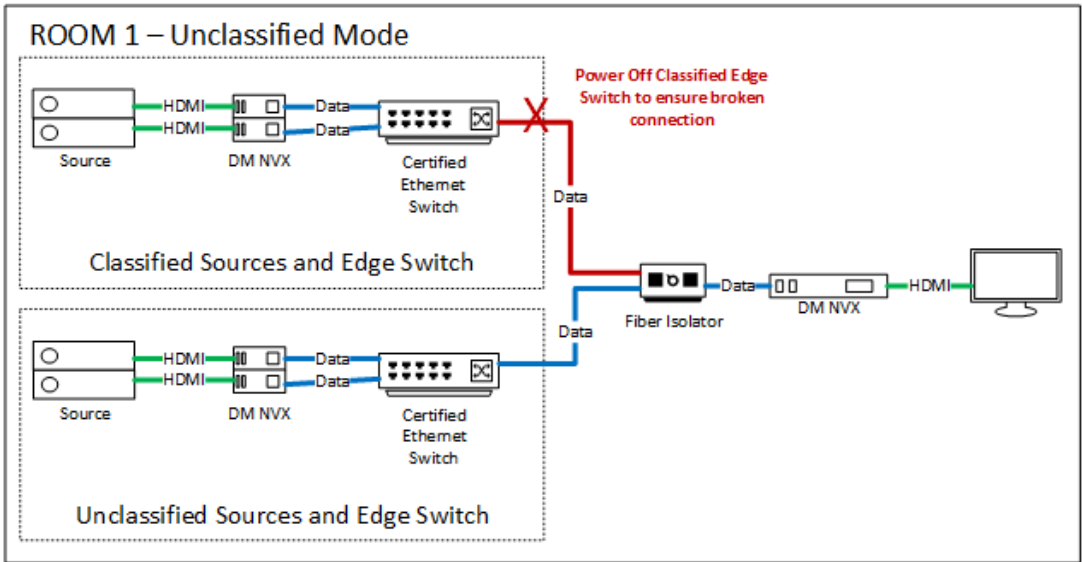 ROOM 1 – Unclassified Mode
Power Off Classified Edge
Switch to ensure broken
connection
HDMI
Data
HDMI
Data
Source
DM NVX
Certified
Ethernet
Switch
Data
Classified Sources and Edge Switch
Data
HDMI
Fiber Isolator
DM NVX
Data
HDMI
Data
HDMI
Data
Source
DM NVX
Certified
Ethernet
Switch
Unclassified Sources and Edge Switch